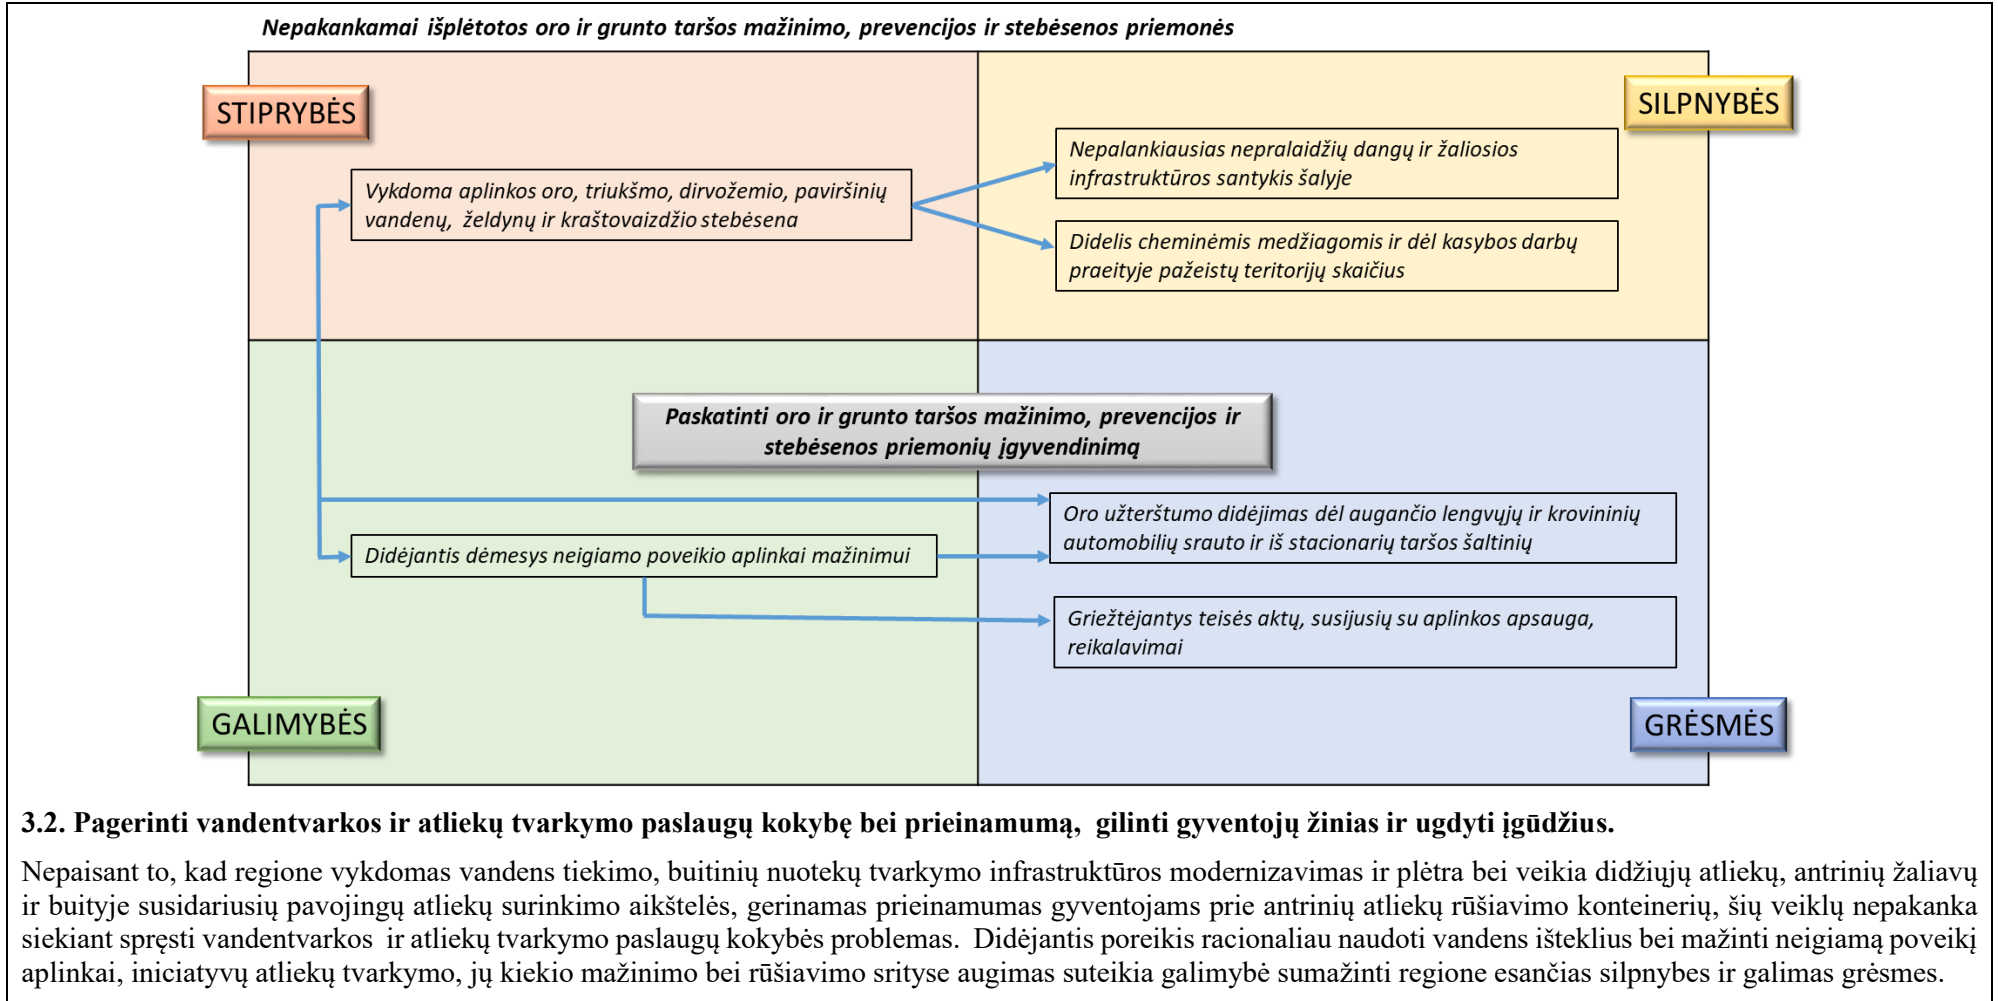 Nepakankamai išplėtotos oro ir grunto taršos mažinimo, prevencijos ir stebėsenos priemonės
STIPRYBĖS
SILPNYBĖS
Vykdoma aplinkos oro, triukšmo, dirvožemio, paviršinių
vandenų, želdynų ir kraštovaizdžio stebėsena
Nepalankiausias nepralaidžių dangų ir žaliosios
infrastruktūros santykis šalyje
Didelis cheminėmis medžiagomis ir dėl kasybos darbų
praeityje pažeistų teritorijų skaičius
Paskatinti oro ir grunto taršos mažinimo, prevencijos ir
stebėsenos priemonių įgyvendinimą
Didėjantis dėmesys neigiamo poveikio aplinkai mažinimui
Oro užterštumo didėjimas dėl augančio lengvųjų ir krovininių
automobilių srauto ir iš stacionarių taršos šaltinių
Griežtėjantys teisės aktų, susijusių su aplinkos apsauga,
reikalavimai
GALIMYBĖS
GRĖSMĖS
3.2. Pagerinti vandentvarkos ir atliekų tvarkymo paslaugų kokybę bei prieinamumą, gilinti gyventojų žinias ir ugdyti įgūdžius.
Nepaisant to, kad regione vykdomas vandens tiekimo, buitinių nuotekų tvarkymo infrastruktūros modernizavimas ir plėtra bei veikia didžiųjų atliekų, antrinių žaliavų
ir buityje susidariusių pavojingų atliekų surinkimo aikštelės, gerinamas prieinamumas gyventojams prie antrinių atliekų rūšiavimo konteinerių, šių veiklų nepakanka
siekiant spręsti vandentvarkos ir atliekų tvarkymo paslaugų kokybės problemas. Didėjantis poreikis racionaliau naudoti vandens išteklius bei mažinti neigiamą poveikį
aplinkai, iniciatyvų atliekų tvarkymo, jų kiekio mažinimo bei rūšiavimo srityse augimas suteikia galimybė sumažinti regione esančias silpnybes ir galimas grėsmes.